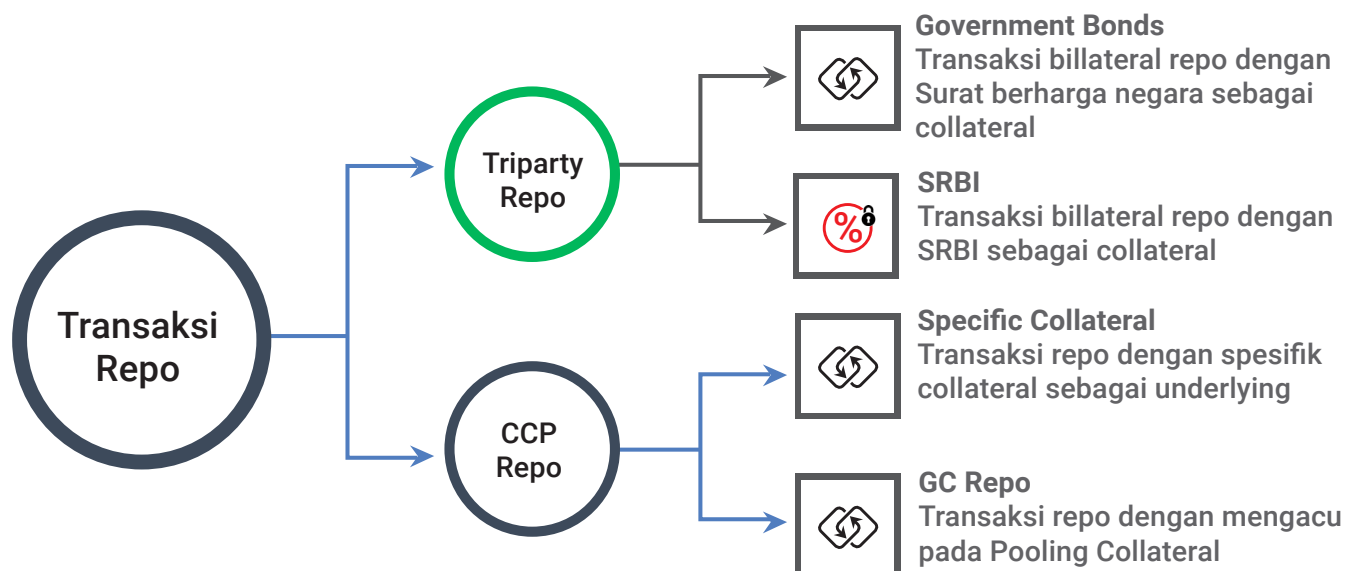 Transaksi
Repo
Triparty
Repo
CCP
Repo
Government Bonds
Transaksi billateral repo dengan
Surat berharga negara sebagai
collateral
SRBI
Transaksi billateral repo dengan
SRBI sebagai collateral
%
Specific Collateral
Transaksi repo dengan spesifik
collateral sebagai underlying
GC Repo
Transaksi repo dengan mengacu
pada Pooling Collateral